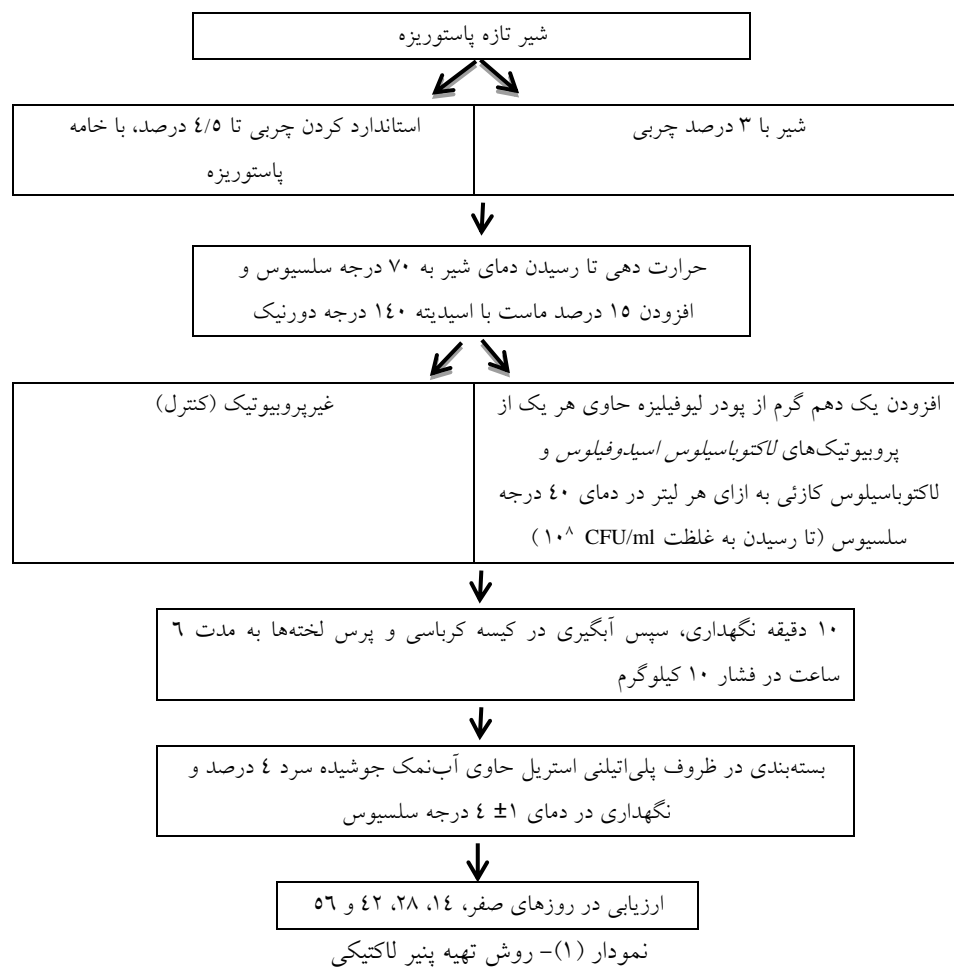 شیر تازه پاستوریزه
شیر با ۳ درصد چربی
استاندارد کردن چربی تا ٤/٥ درصد، با خامه
پاستوریزه
حرارت دهی تا رسیدن دمای شیر به ۷۰ درجه سلسیوس و
افزودن ۱٥ درصد ماست با اسیدیته ۱٤۰ درجه دورنیک
افزودن یک دهم گرم از پودر لیوفیلیزه حاوی هر یک از
پروبیوتیک‌های لاکتوباسیلوس اسیدوفیلوس و
لاکتوباسیلوس کازئی به ازای هر لیتر در دمای ٤۰ درجه
سلسیوس (تا رسیدن به غلظت ۱۰^۸ CFU/ml)
غیرپروبیوتیک (کنترل)
۱۰ دقیقه نگهداری، سپس آبگیری در کیسه کرباسی و پرس لخته‌ها به مدت ٦
ساعت در فشار ۱۰ کیلوگرم
بسته‌بندی در ظروف پلی‌اتیلنی استریل حاوی آب‌نمک جوشیده سرد ٤ درصد و
نگهداری در دمای ۱± ٤ درجه سلسیوس
ارزیابی در روزهای صفر، ۱٤، ۲۸، ٤۲ و ٥٦
نمودار (۱)- روش تهیه پنیر لاکتیکی